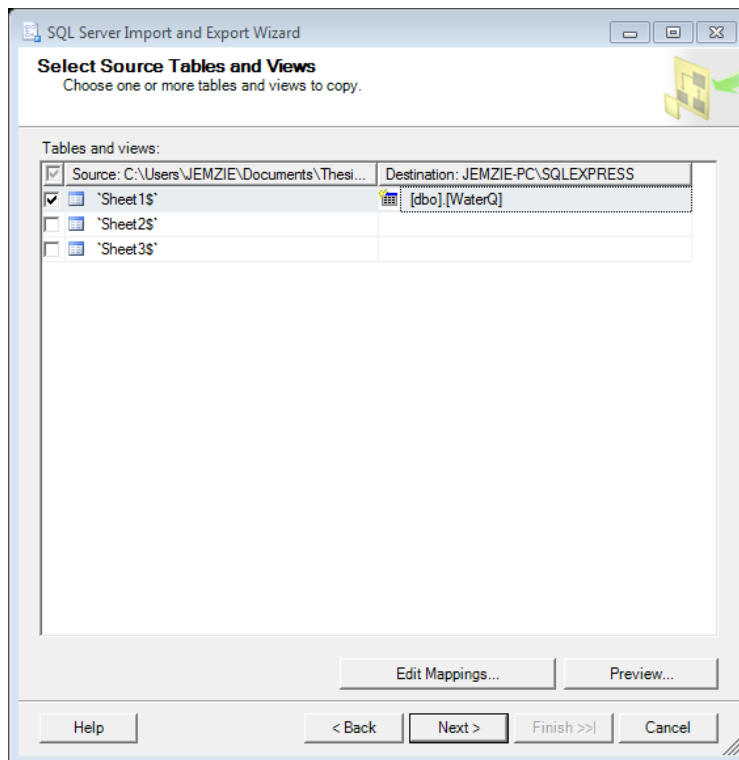 SQL Server Import and Export Wizard
Select Source Tables and Views
Choose one or more tables and views to copy.
Tables and views:
Source: C:\Users\JEMZIE\Documents\Thesi... Destination: JEMZIE-PC\SQLEXPRESS
`Sheet1$` [dbo].[WaterQ]
`Sheet2$`
`Sheet3$`
Edit Mappings... Preview...
Help < Back Next > Finish >>| Cancel